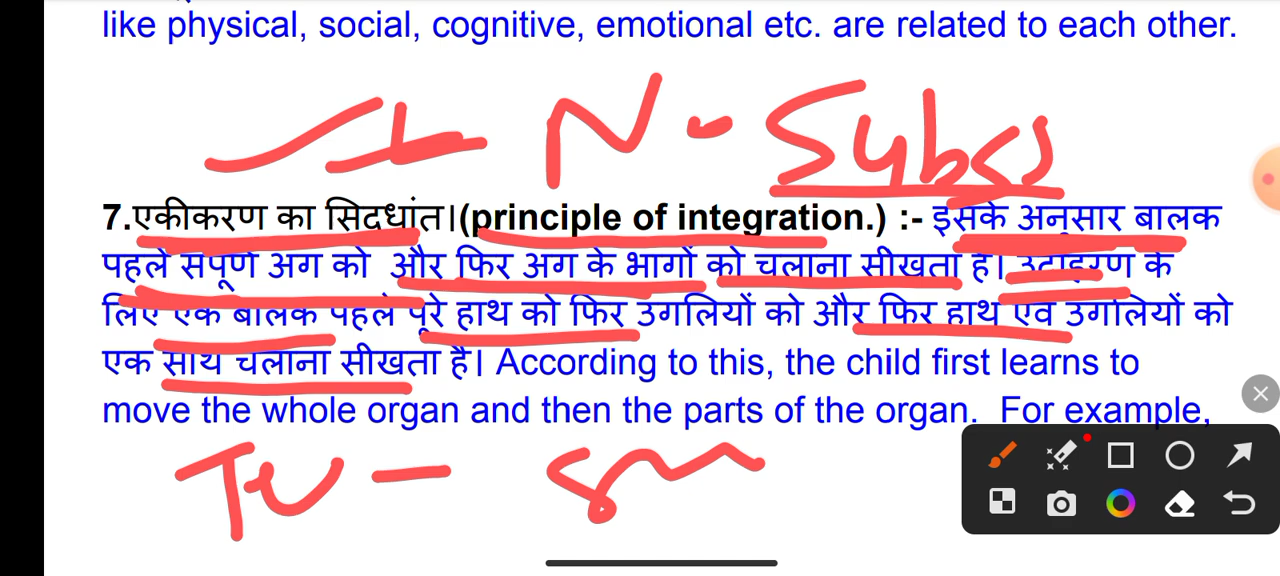 like physical, social, cognitive, emotional etc. are related to each other.
N - Sybss
7.एकीकरण का सिद्धांत।(principle of integration.) :- इसके अनुसार बालक
पहले संपूर्ण अंग को और फिर अंग के भागों को चलाना सीखता है। उदाहरण के
लिए एक बालक पहले पूरे हाथ को फिर उंगलियों को और फिर हाथ एवं उंगलियों को
एक साथ चलाना सीखता है। According to this, the child first learns to
move the whole organ and then the parts of the organ. For example,